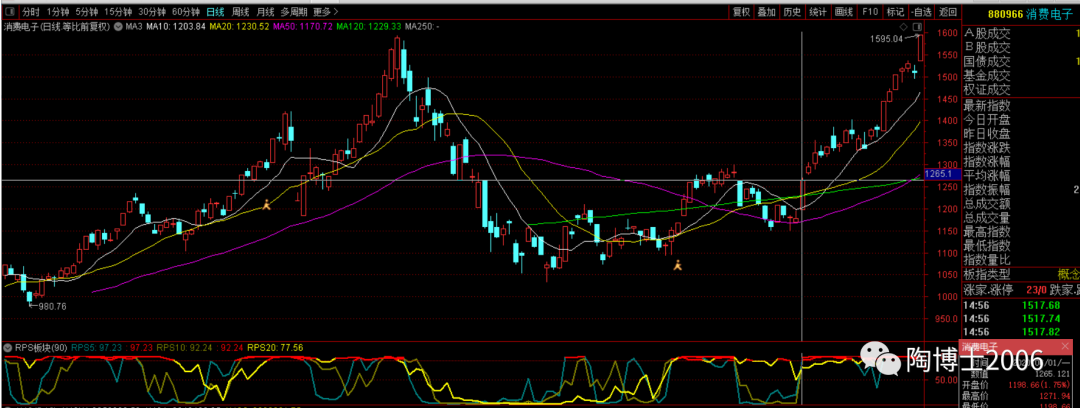 分时 1分钟 5分钟 15分钟 30分钟 60分钟 日线 周线 月线 多周期 更多 复权 叠加 历史 统计 画线 F10 标记 -自选 返回
880966 消费电子
消费电子(日线.等比前复权) MA3 MA10: 1203.84 MA20: 1230.52 MA50: 1178.72 MA120: 1229.33 MA250: -
1595.04
1600
1550
1500
1450
1400
1350
1300
1265.1
1250
1200
1150
1100
1050
1000
950.0
980.76
A股成交
B股成交
国债成交
基金成交
权证成交
最新指数
今日开盘
昨日收盘
指数涨跌
指数涨幅
平均涨幅
指数振幅 2
总成交额
总成交量
最高指数
最低指数
指数量比
板指类型 概念
涨家.涨停 23/0
14:56 1517.68
14:56 1517.74
14:56 1517.82
RPS板块(90) RPS5: 97.23 : 97.23 RPS10: 92.24 : 92.24 RPS20: 77.56
50.00
消费电子
时间
数值 1265.121
开盘价 1198.66(1.75%)
最高价 1271.94
陶博士2006